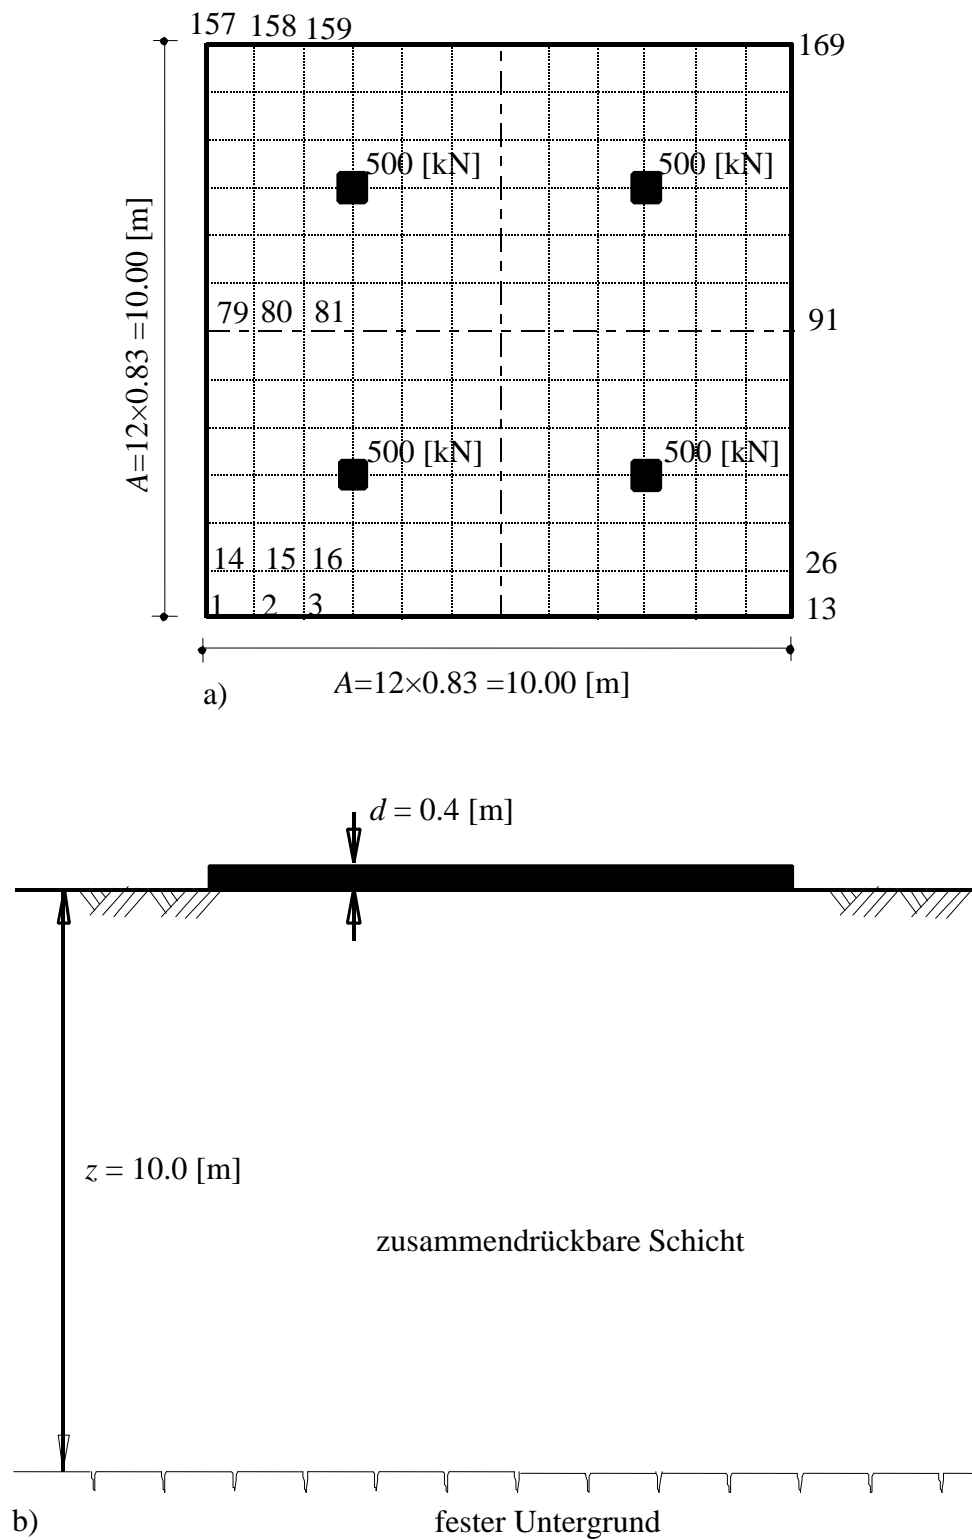 157 158 159
169
500 [kN] 500 [kN]
A=12×0.83 =10.00 [m]
79 80 81
91
500 [kN] 500 [kN]
14 15 16
26
1 2 3
13
A=12×0.83 =10.00 [m]
a)
d = 0.4 [m]
z = 10.0 [m]
zusammendrückbare Schicht
b)
fester Untergrund